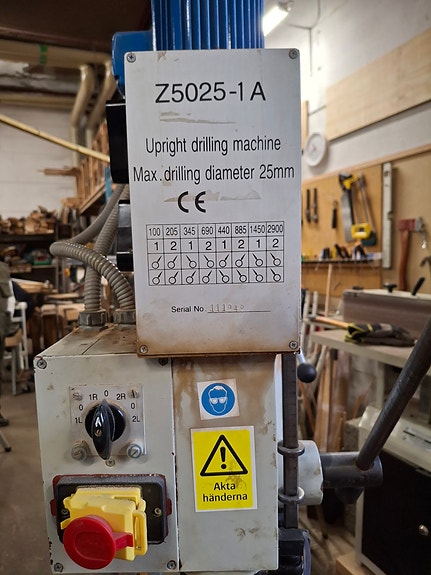 Z5025-1A
Upright drilling machine
Max. drilling diameter 25mm
CE
100 205 345 690 440 885 1450 2900
1 2 1 2 1 2 1 2
Serial No.
0 1R 0 2R 0
1L 2L
Akta
händerna